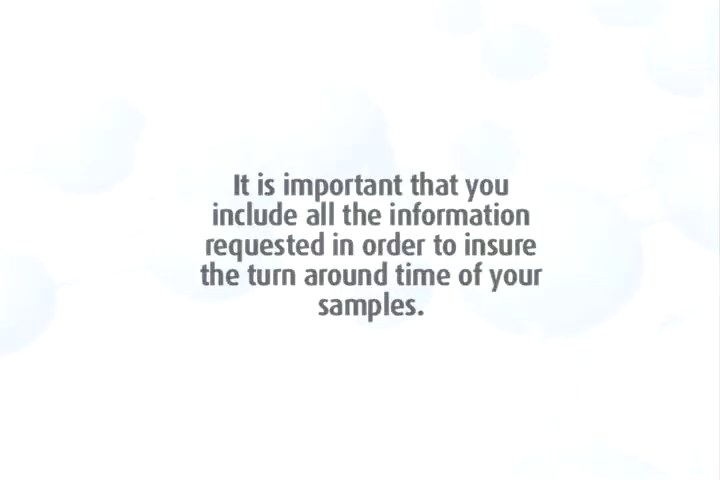 It is important that you
include all the information
requested in order to insure
the turn around time of your
samples.